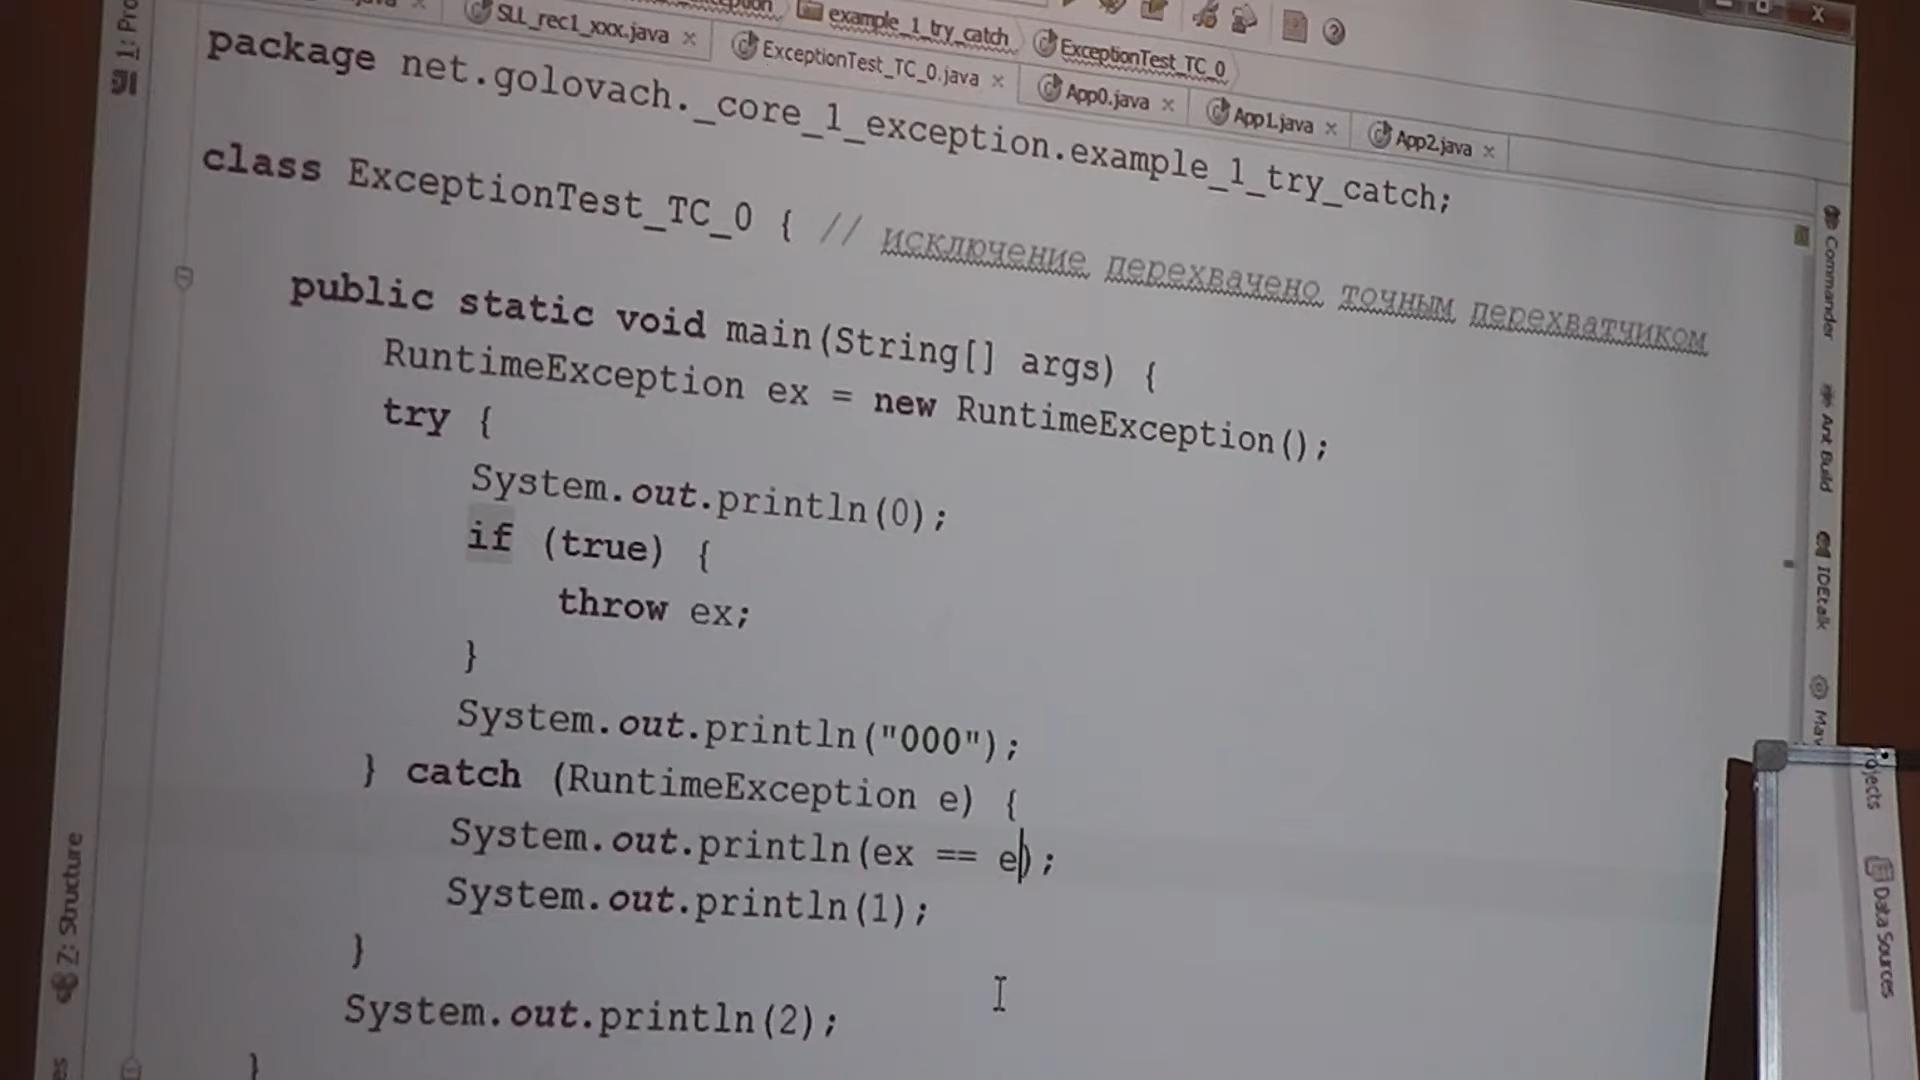 SLL_rec1_xxx.java
example_1_try_catch
ExceptionTest_TC_0
ExceptionTest_TC_0.java
App0.java
App1.java
App2.java
package net.golovach._core_1_exception.example_1_try_catch;
class ExceptionTest_TC_0 { // исключение перехвачено точным перехватчиком
public static void main(String[] args) {
RuntimeException ex = new RuntimeException();
try {
System.out.println(0);
if (true) {
throw ex;
}
System.out.println("000");
} catch (RuntimeException e) {
System.out.println(ex == e);
System.out.println(1);
}
System.out.println(2);
}
Z: Structure
Commander
Ant Build
IDEtalk
Data Sources